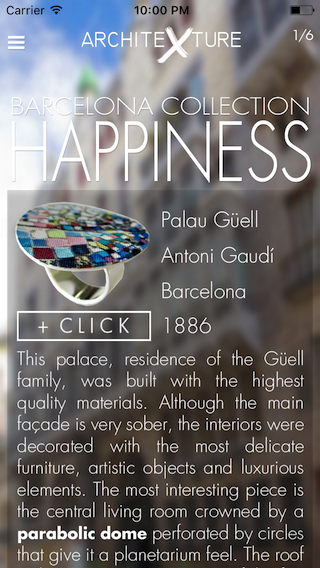 Carrier 10:00 PM
ARCHITEXTURE 1/6
BARCELONA COLLECTION
HAPPINESS
Palau Güell
Antoni Gaudí
Barcelona
+ CLICK 1886
This palace, residence of the Güell
family, was built with the highest
quality materials. Although the main
façade is very sober, the interiors were
decorated with the most delicate
furniture, artistic objects and luxurious
elements. The most interesting piece is
the central living room crowned by a
parabolic dome perforated by circles
that give it a planetarium feel. The roof